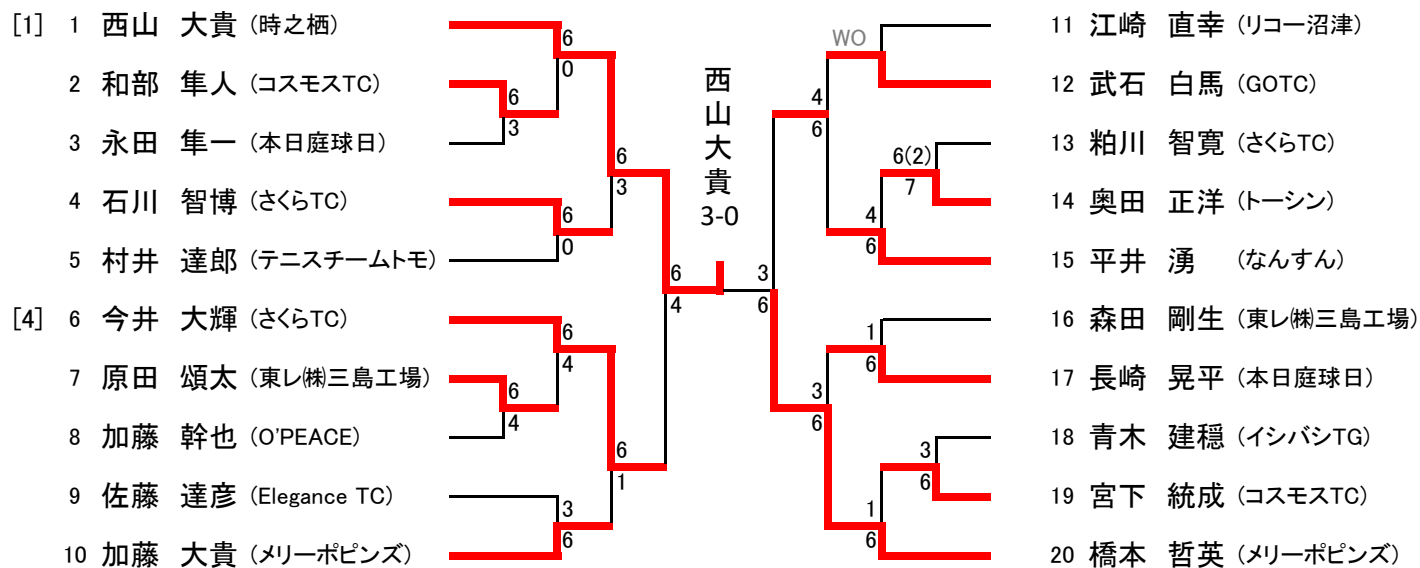 [1] 1 西山 大貴 (時之栖)
2 和部 隼人 (コスモスTC)
3 永田 隼一 (本日庭球日)
4 石川 智博 (さくらTC)
5 村井 達郎 (テニスチームトモ)
[4] 6 今井 大輝 (さくらTC)
7 原田 頌太 (東レ㈱三島工場)
8 加藤 幹也 (O'PEACE)
9 佐藤 達彦 (Elegance TC)
10 加藤 大貴 (メリーポピンズ)
6
0
6
3
6
3
6
0
6
4
6
4
6
4
6
1
3
6
西山大貴
3-0
WO
4
6
6(2)
7
4
6
3
6
1
6
3
6
3
6
1
6
11 江崎 直幸 (リコー沼津)
12 武石 白馬 (GOTC)
13 粕川 智寛 (さくらTC)
14 奥田 正洋 (トーシン)
15 平井 湧 (なんすん)
16 森田 剛生 (東レ㈱三島工場)
17 長崎 晃平 (本日庭球日)
18 青木 建穏 (イシバシTG)
19 宮下 統成 (コスモスTC)
20 橋本 哲英 (メリーポピンズ)